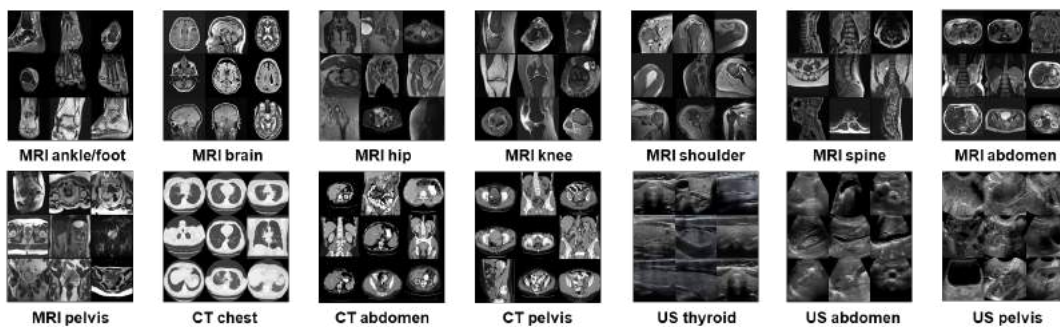 MRI ankle/foot MRI brain MRI hip MRI knee MRI shoulder MRI spine MRI abdomen
MRI pelvis CT chest CT abdomen CT pelvis US thyroid US abdomen US pelvis